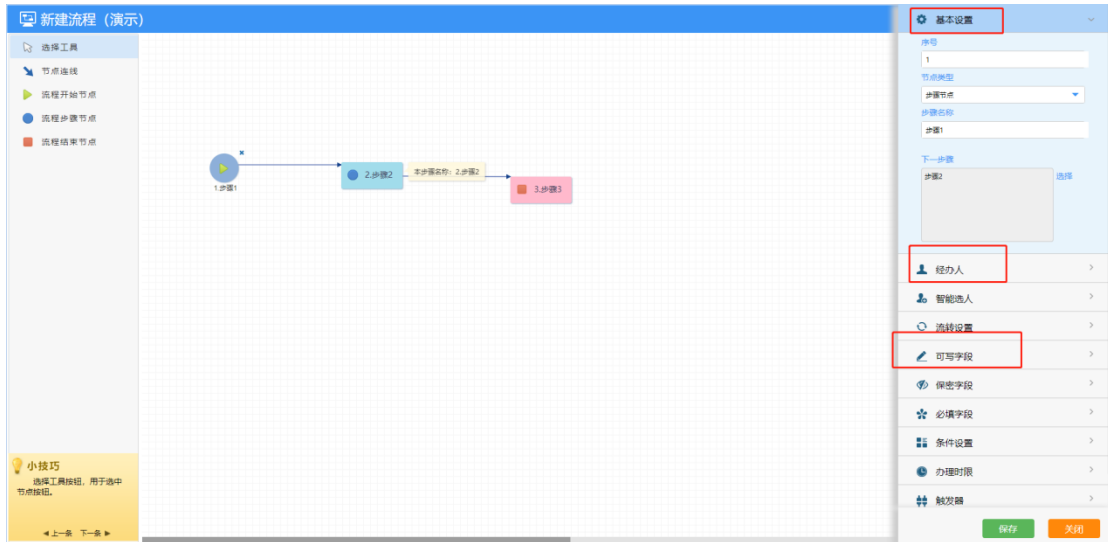 新建流程（演示）
选择工具
节点连线
流程开始节点
流程步骤节点
流程结束节点
1.步骤1
2.步骤2
本步骤名称：2.步骤2
3.步骤3
小技巧
选择工具按钮，用于选中
节点按钮。
◄上一条 下一条►
基本设置
序号
1
节点类型
步骤节点
步骤名称
步骤1
下一步骤
步骤2
选择
经办人
智能选人
流转设置
可写字段
保密字段
必填字段
条件设置
办理时限
触发器
保存 关闭